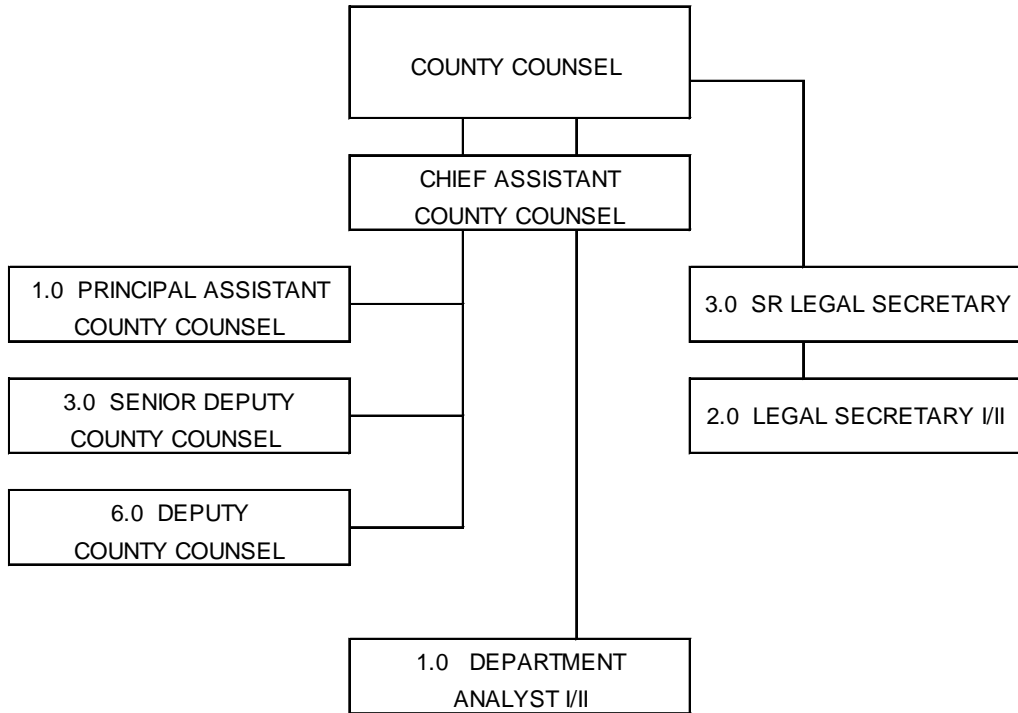 COUNTY COUNSEL
CHIEF ASSISTANT
COUNTY COUNSEL
1.0 PRINCIPAL ASSISTANT
COUNTY COUNSEL
3.0 SR LEGAL SECRETARY
3.0 SENIOR DEPUTY
COUNTY COUNSEL
2.0 LEGAL SECRETARY I/II
6.0 DEPUTY
COUNTY COUNSEL
1.0 DEPARTMENT
ANALYST I/II